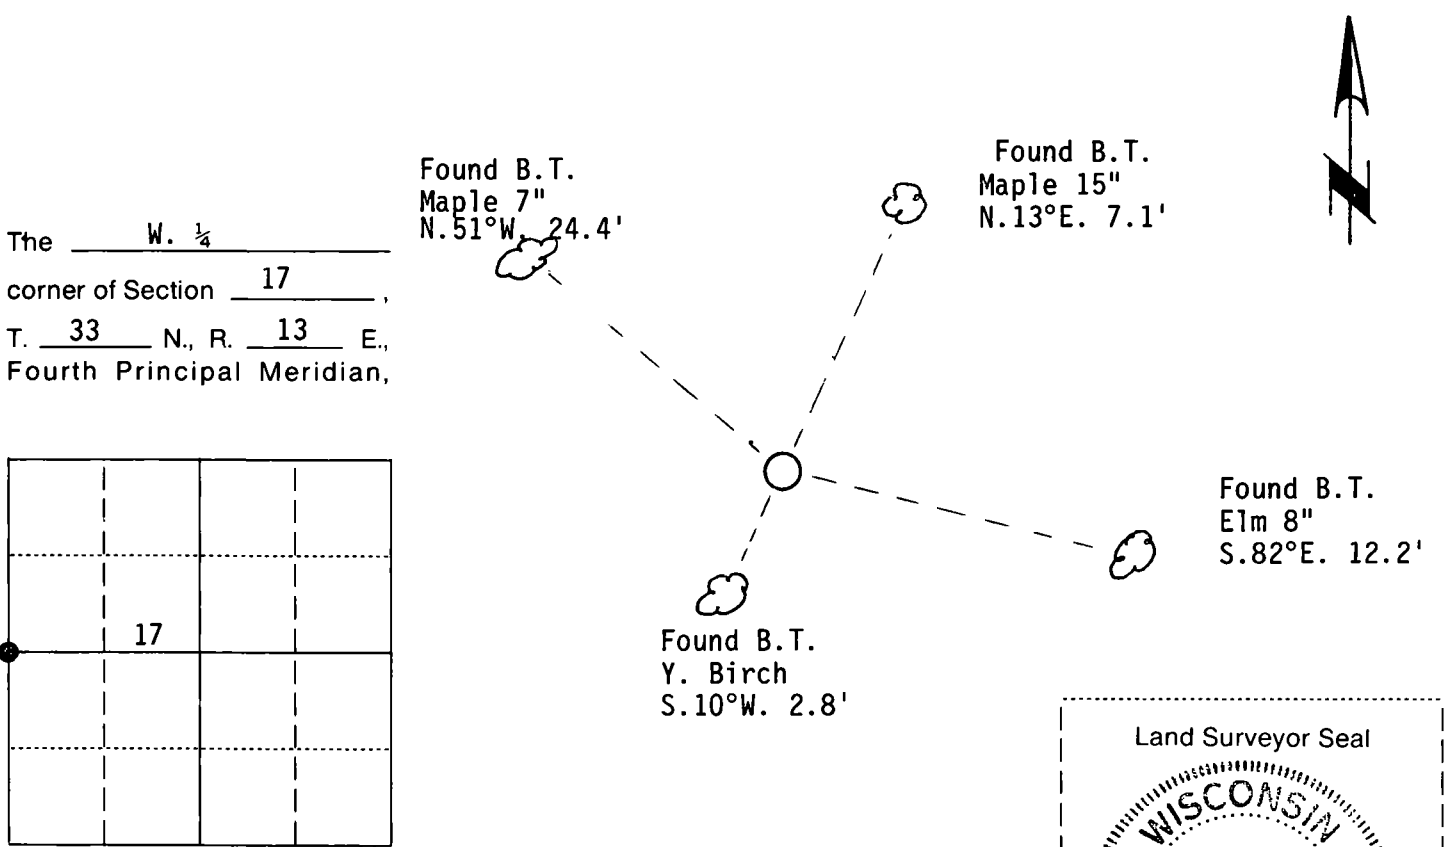 Found B.T.
Maple 7"
N.51°W. 24.4'
Found B.T.
Maple 15"
N.13°E. 7.1'
N
The W. ¼
corner of Section 17,
T. 33 N., R. 13 E.,
Fourth Principal Meridian,
17
Found B.T.
Elm 8"
S.82°E. 12.2'
Found B.T.
Y. Birch
S.10°W. 2.8'
Land Surveyor Seal
WISCONSIN